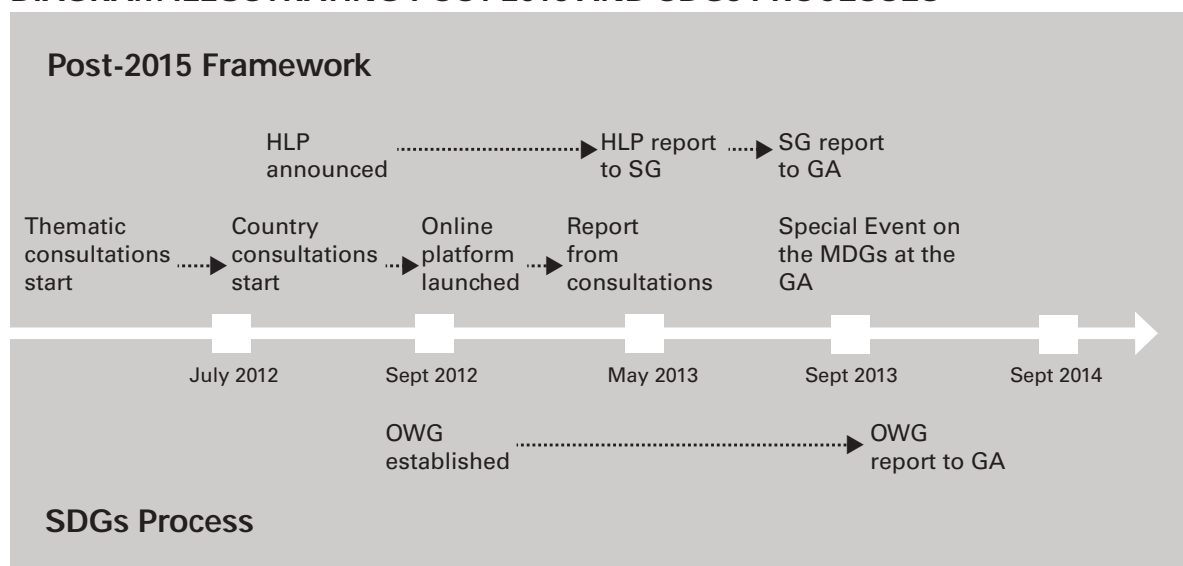 Post-2015 Framework
HLP
announced
HLP report
to SG
SG report
to GA
Thematic
consultations
start
Country
consultations
start
Online
platform
launched
Report
from
consultations
Special Event on
the MDGs at the
GA
July 2012
Sept 2012
May 2013
Sept 2013
Sept 2014
OWG
established
OWG
report to GA
SDGs Process